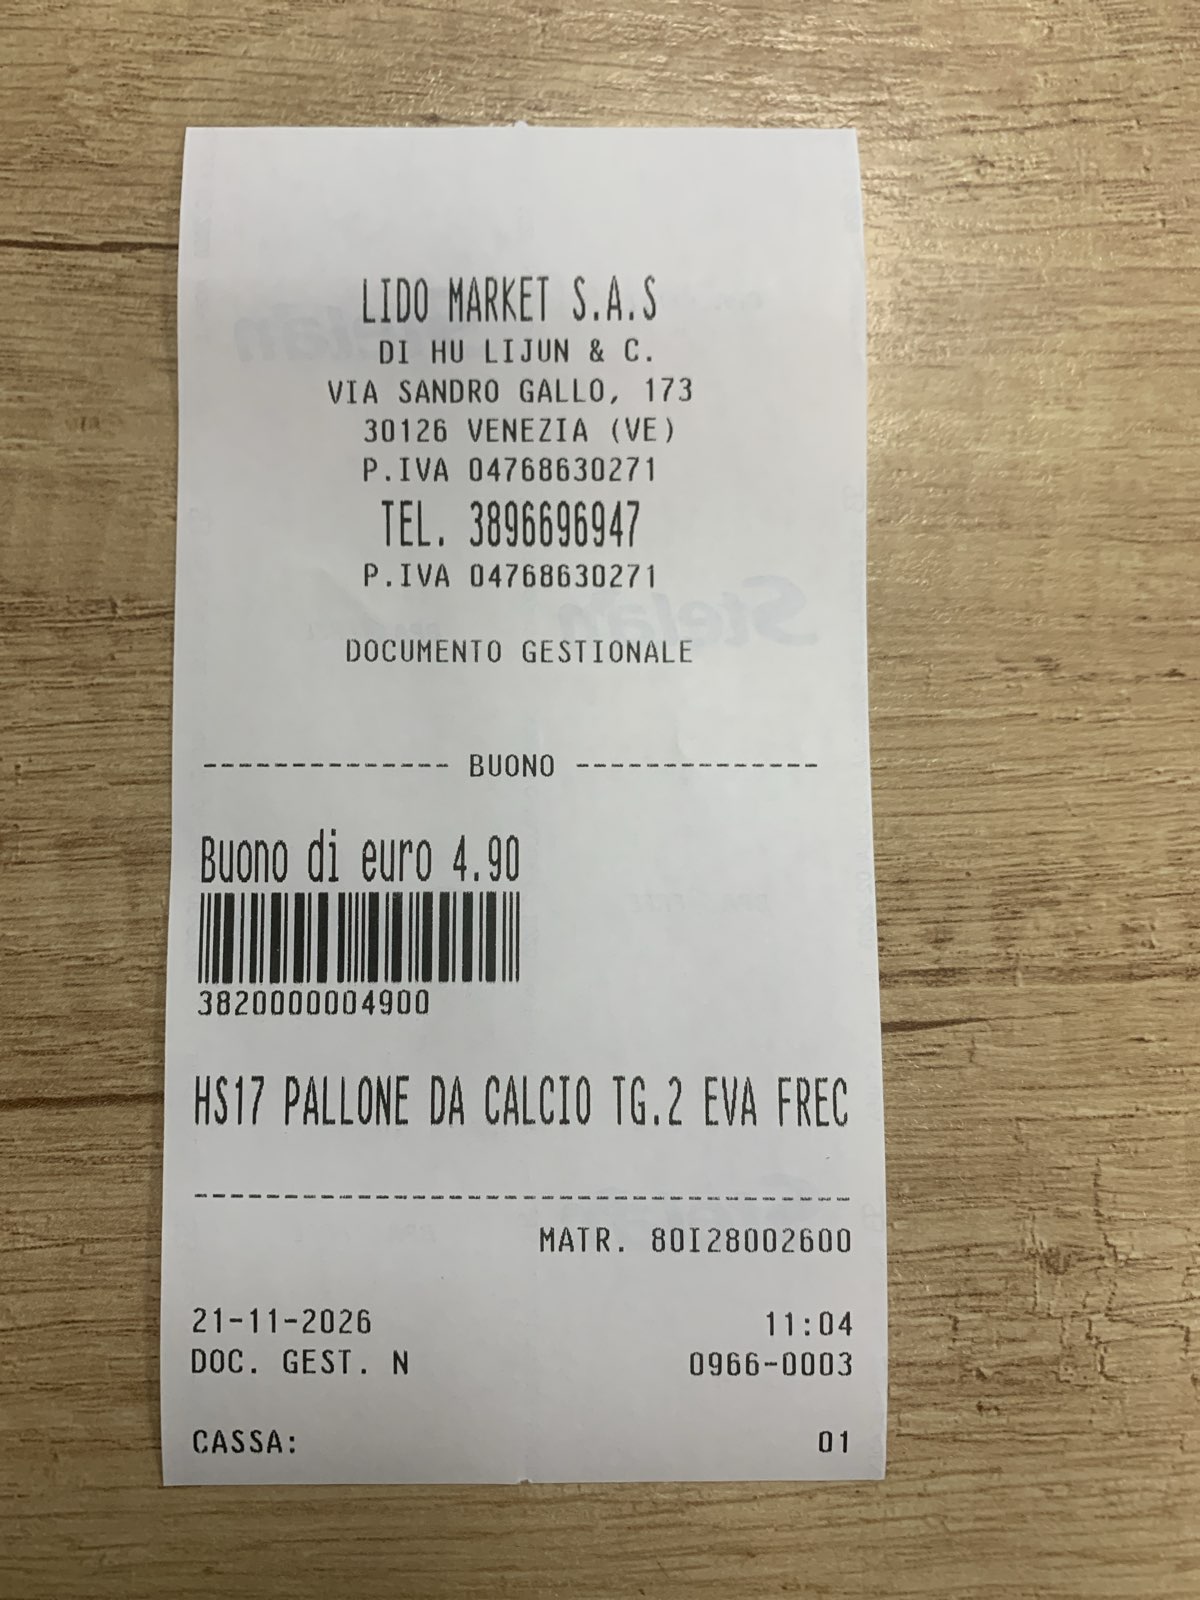 LIDO MARKET S.A.S
DI HU LIJUN & C.
VIA SANDRO GALLO, 173
30126 VENEZIA (VE)
P.IVA 04768630271
TEL. 3896696947
P.IVA 04768630271
DOCUMENTO GESTIONALE
-------------- BUONO --------------
Buono di euro 4.90
3820000004900
HS17 PALLONE DA CALCIO TG.2 EVA FREC
--------------------------------------
MATR. 80I28002600
21-11-2026 11:04
DOC. GEST. N 0966-0003
CASSA: 01